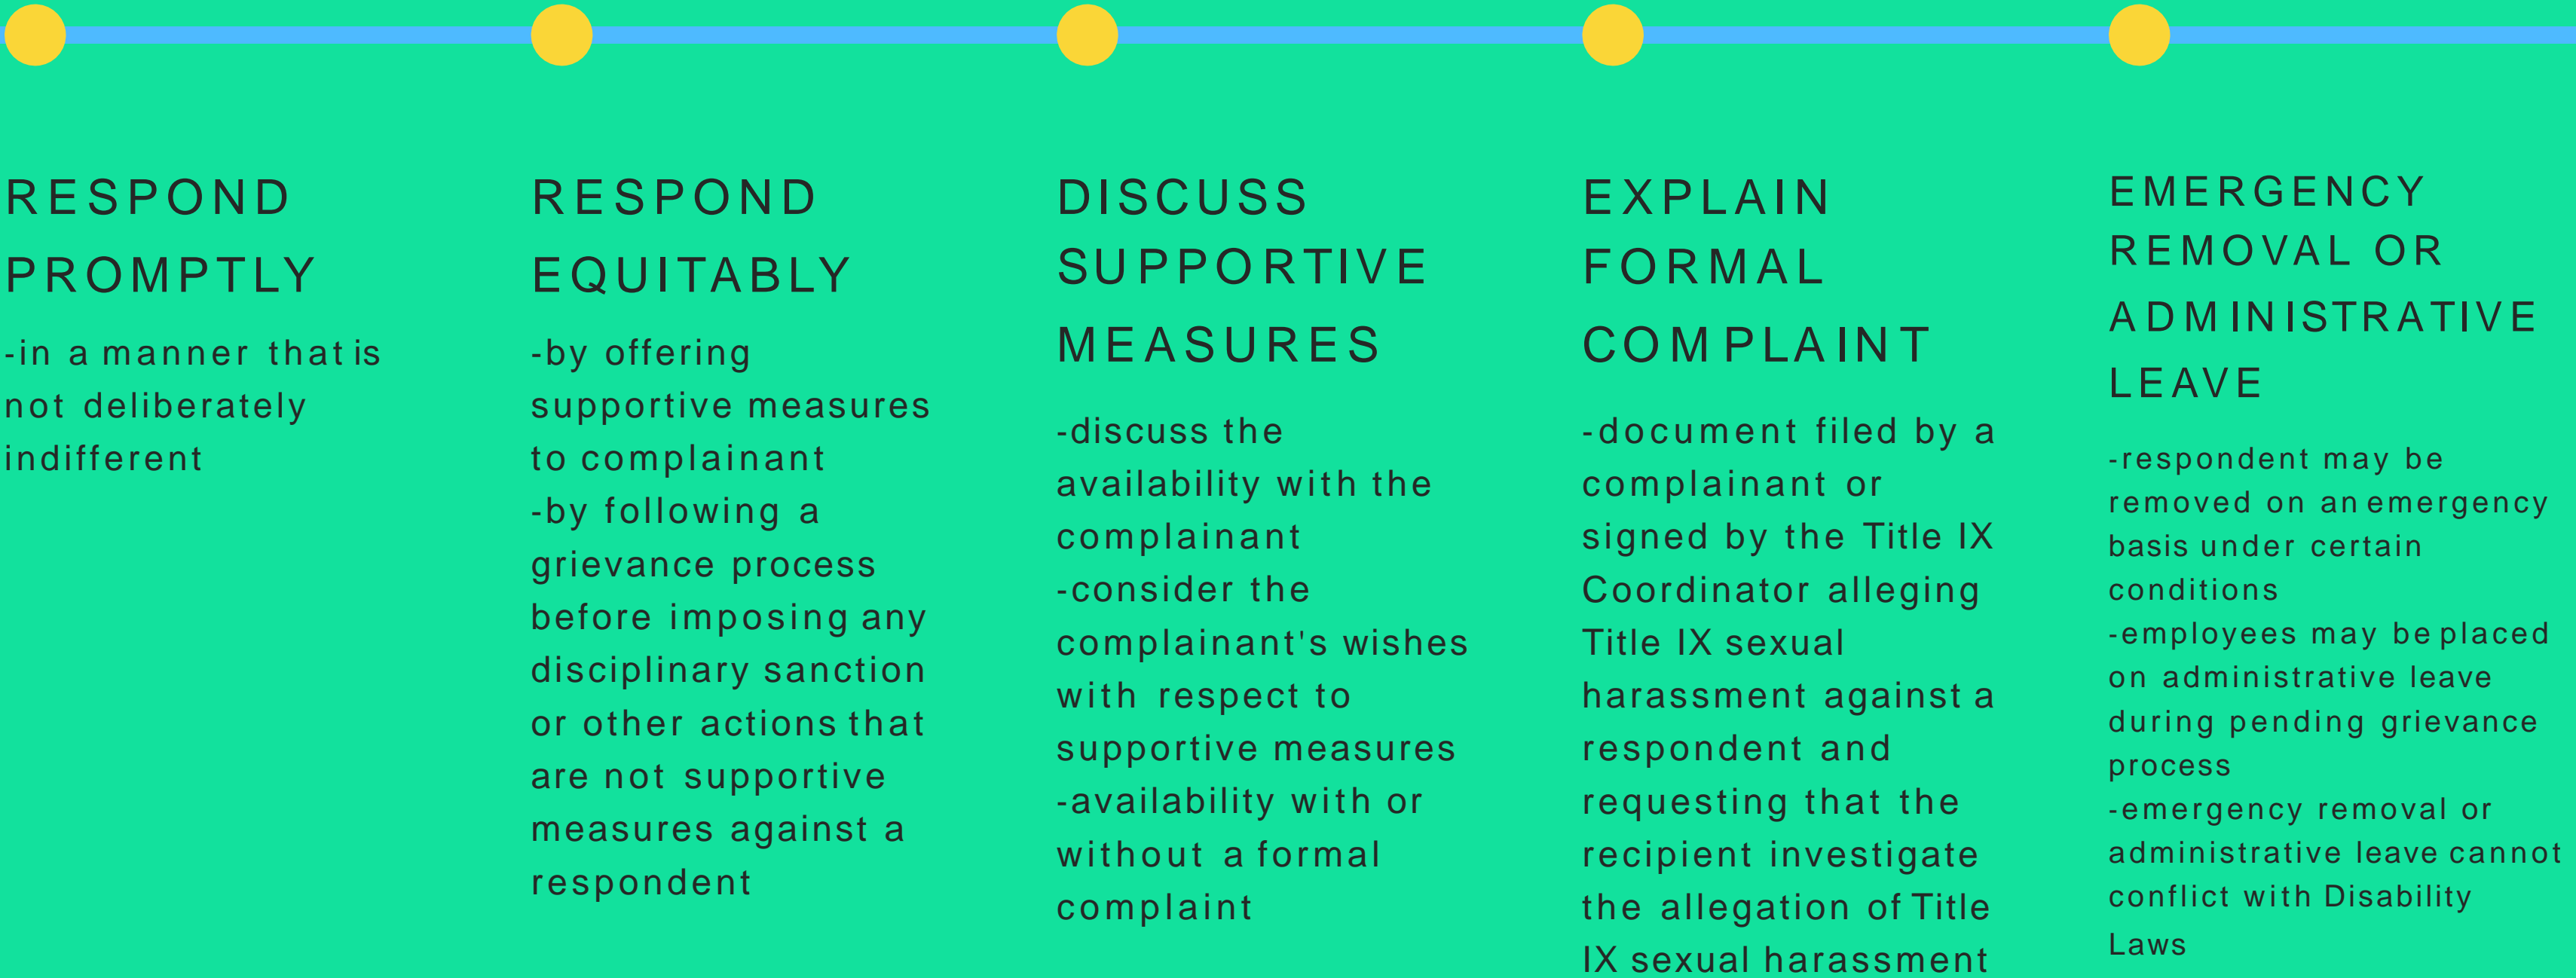 RESPOND
PROMPTLY
-in a manner that is
not deliberately
indifferent
RESPOND
EQUITABLY
-by offering
supportive measures
to complainant
-by following a
grievance process
before imposing any
disciplinary sanction
or other actions that
are not supportive
measures against a
respondent
DISCUSS
SUPPORTIVE
MEASURES
-discuss the
availability with the
complainant
-consider the
complainant's wishes
with respect to
supportive measures
-availability with or
without a formal
complaint
EXPLAIN
FORMAL
COMPLAINT
-document filed by a
complainant or
signed by the Title IX
Coordinator alleging
Title IX sexual
harassment against a
respondent and
requesting that the
recipient investigate
the allegation of Title
IX sexual harassment
EMERGENCY
REMOVAL OR
ADMINISTRATIVE
LEAVE
-respondent may be
removed on an emergency
basis under certain
conditions
-employees may be placed
on administrative leave
during pending grievance
process
-emergency removal or
administrative leave cannot
conflict with Disability
Laws